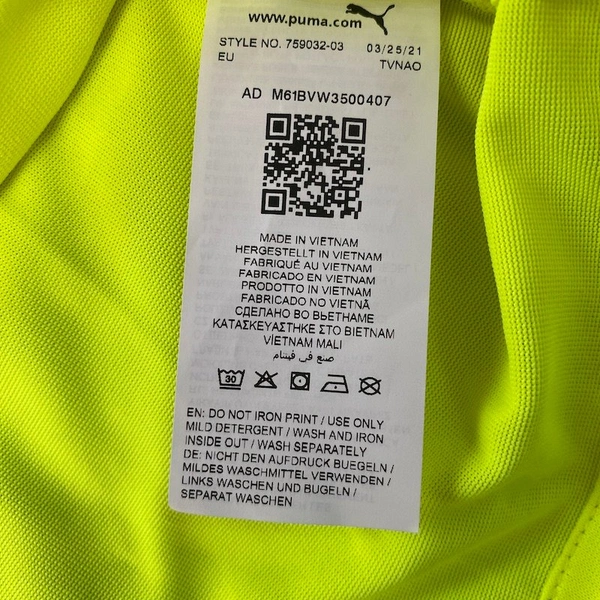 www.puma.com
STYLE NO. 759032-03 03/25/21
EU TVNAO
AD M61BVW3500407
MADE IN VIETNAM
HERGESTELLT IN VIETNAM
FABRIQUÉ AU VIETNAM
FABRICADO EN VIETNAM
PRODOTTO IN VIETNAM
FABRICADO NO VIETNÃ
СДЕЛАНО ВО ВЬЕТНАМЕ
ΚΑΤΑΣΚΕΥΑΣΤΗΚΕ ΣΤΟ ΒΙΕΤΝΑΜ
VİETNAM MALI
صنع في فيتنام
30
EN: DO NOT IRON PRINT / USE ONLY
MILD DETERGENT / WASH AND IRON
INSIDE OUT / WASH SEPARATELY
DE: NICHT DEN AUFDRUCK BUEGELN /
MILDES WASCHMITTEL VERWENDEN /
LINKS WASCHEN UND BUGELN /
SEPARAT WASCHEN